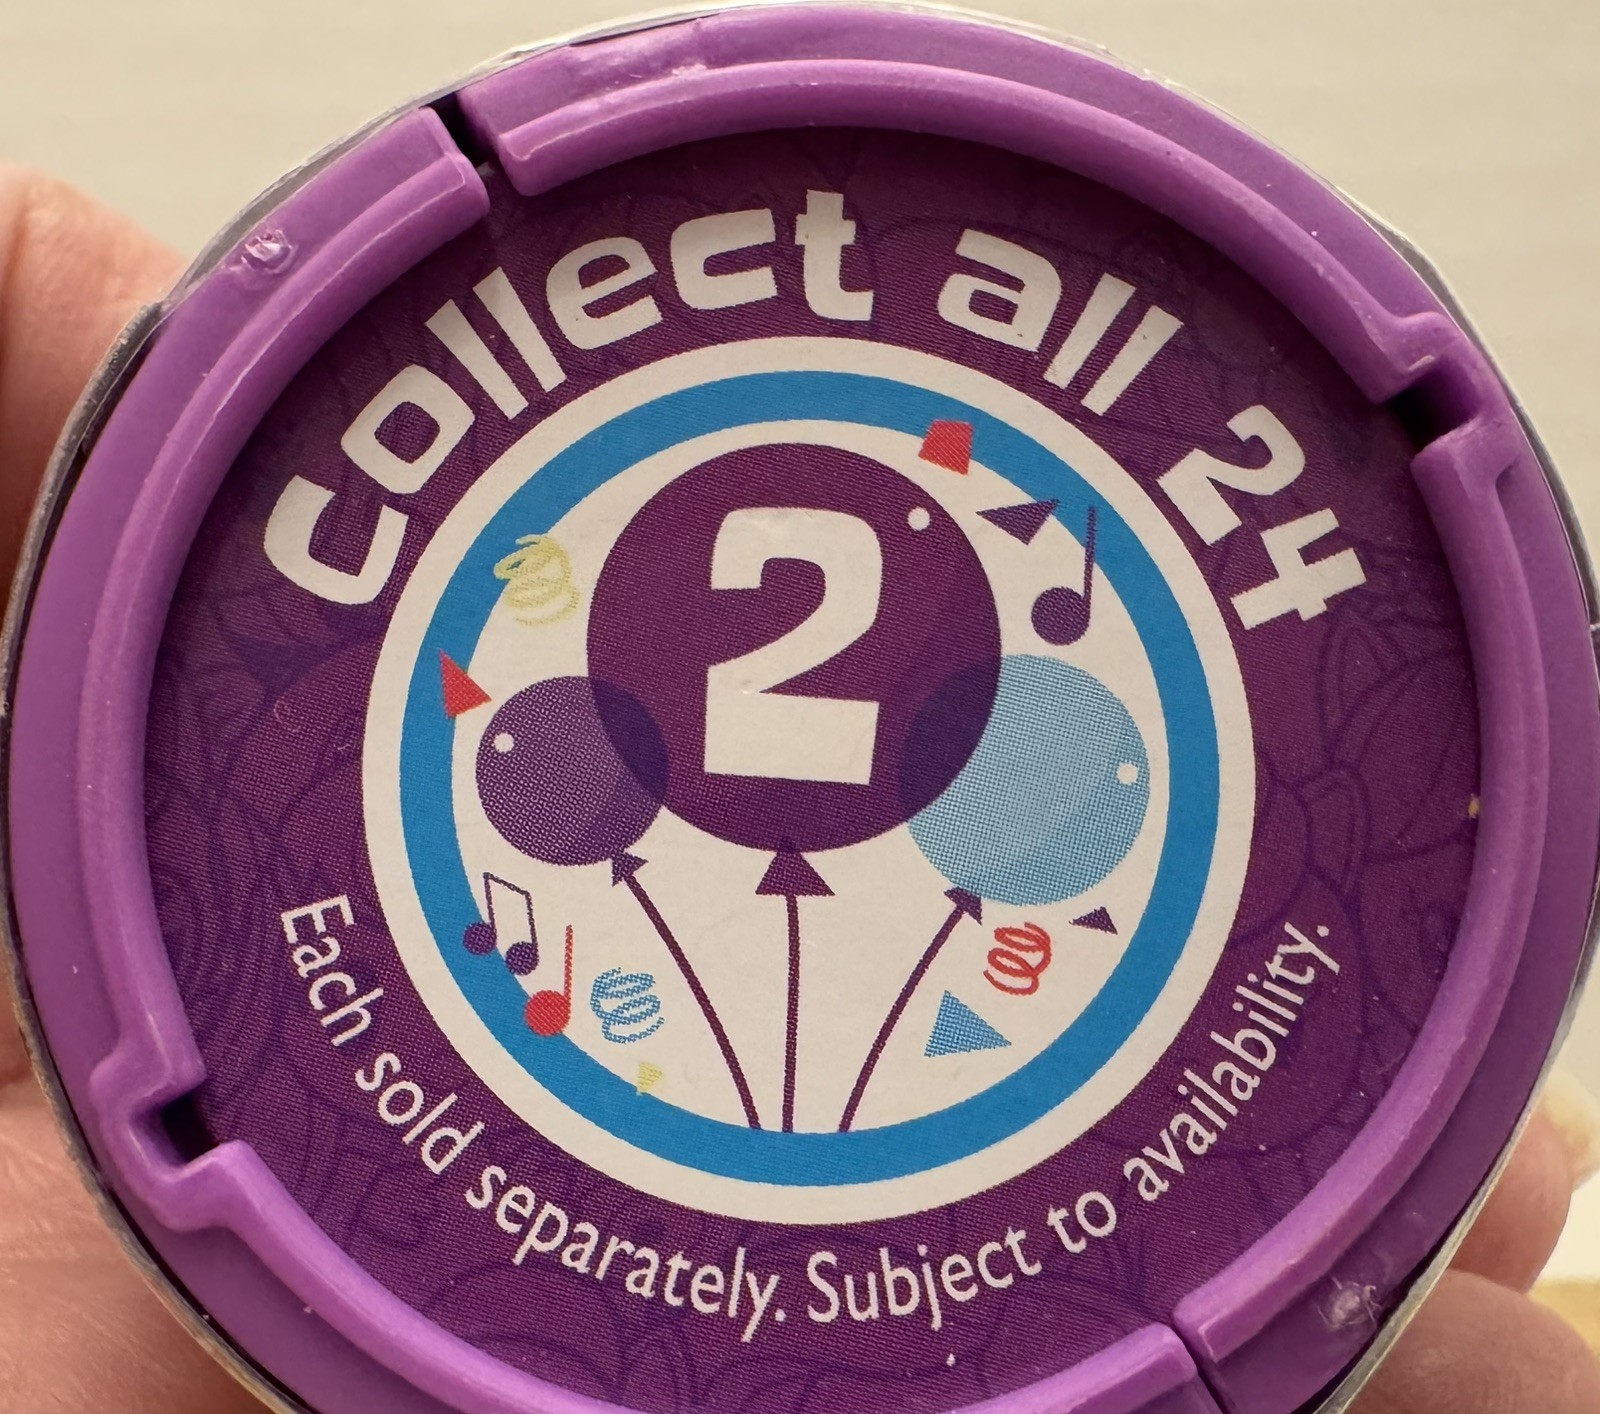 Collect all 24
2
Each sold separately. Subject to availability.